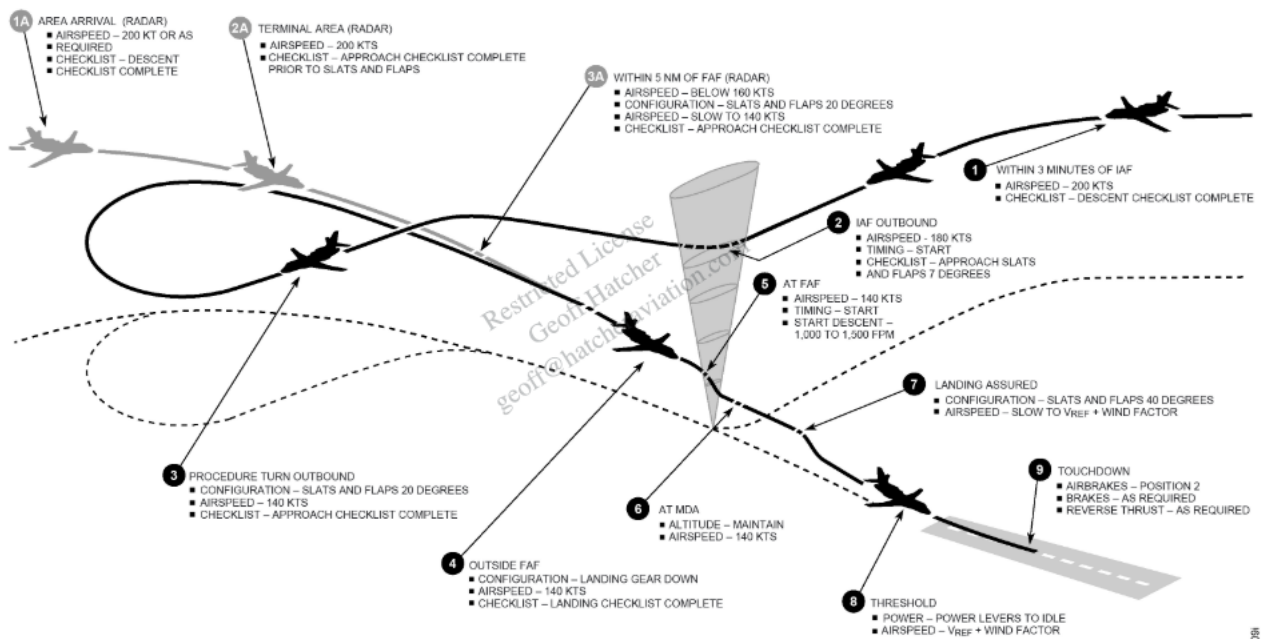 1A AREA ARRIVAL (RADAR)
■ AIRSPEED – 200 KT OR AS
■ REQUIRED
■ CHECKLIST – DESCENT
■ CHECKLIST COMPLETE
2A TERMINAL AREA (RADAR)
■ AIRSPEED – 200 KTS
■ CHECKLIST – APPROACH CHECKLIST COMPLETE
PRIOR TO SLATS AND FLAPS
3A WITHIN 5 NM OF FAF (RADAR)
■ AIRSPEED – BELOW 160 KTS
■ CONFIGURATION – SLATS AND FLAPS 20 DEGREES
■ AIRSPEED – SLOW TO 140 KTS
■ CHECKLIST – APPROACH CHECKLIST COMPLETE
1 WITHIN 3 MINUTES OF IAF
■ AIRSPEED – 200 KTS
■ CHECKLIST – DESCENT CHECKLIST COMPLETE
2 IAF OUTBOUND
■ AIRSPEED - 180 KTS
■ TIMING – START
■ CHECKLIST – APPROACH SLATS
■ AND FLAPS 7 DEGREES
Restricted License
Geoff Hatcher
geoff@hatcheraviation.com
5 AT FAF
■ AIRSPEED – 140 KTS
■ TIMING – START
■ START DESCENT –
1,000 TO 1,500 FPM
7 LANDING ASSURED
■ CONFIGURATION – SLATS AND FLAPS 40 DEGREES
■ AIRSPEED – SLOW TO VREF + WIND FACTOR
3 PROCEDURE TURN OUTBOUND
■ CONFIGURATION – SLATS AND FLAPS 20 DEGREES
■ AIRSPEED – 140 KTS
■ CHECKLIST – APPROACH CHECKLIST COMPLETE
9 TOUCHDOWN
■ AIRBRAKES – POSITION 2
■ BRAKES – AS REQUIRED
■ REVERSE THRUST – AS REQUIRED
6 AT MDA
■ ALTITUDE – MAINTAIN
■ AIRSPEED – 140 KTS
4 OUTSIDE FAF
■ CONFIGURATION – LANDING GEAR DOWN
■ AIRSPEED – 140 KTS
■ CHECKLIST – LANDING CHECKLIST COMPLETE
8 THRESHOLD
■ POWER – POWER LEVERS TO IDLE
■ AIRSPEED – VREF + WIND FACTOR